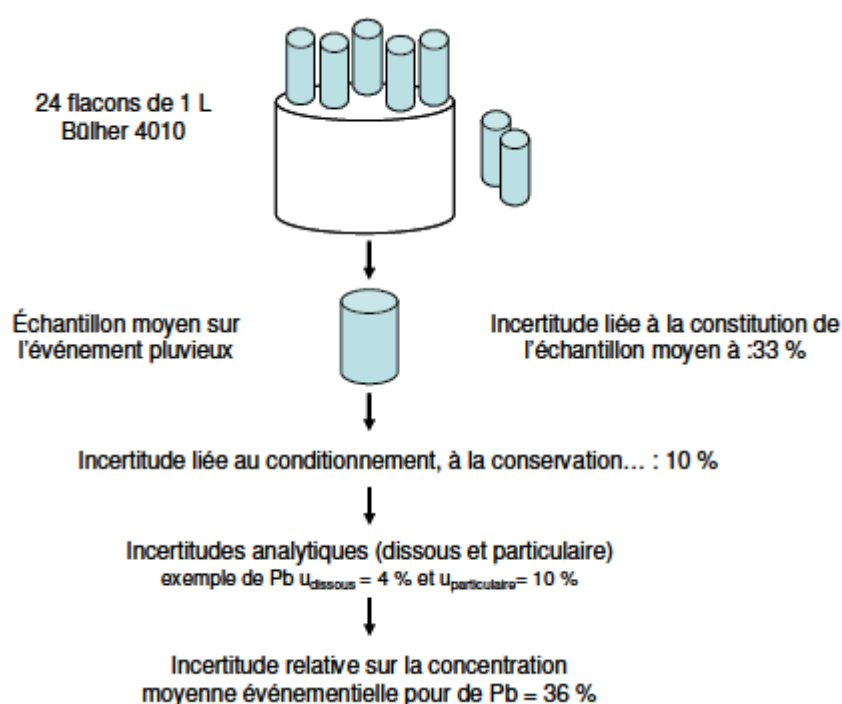 24 flacons de 1 L
Bülher 4010
Échantillon moyen sur
l'événement pluvieux
Incertitude liée à la constitution de
l'échantillon moyen à :33 %
Incertitude liée au conditionnement, à la conservation... : 10 %
Incertitudes analytiques (dissous et particulaire)
exemple de Pb udissous = 4 % et uparticulaire= 10 %
Incertitude relative sur la concentration
moyenne événementielle pour de Pb = 36 %